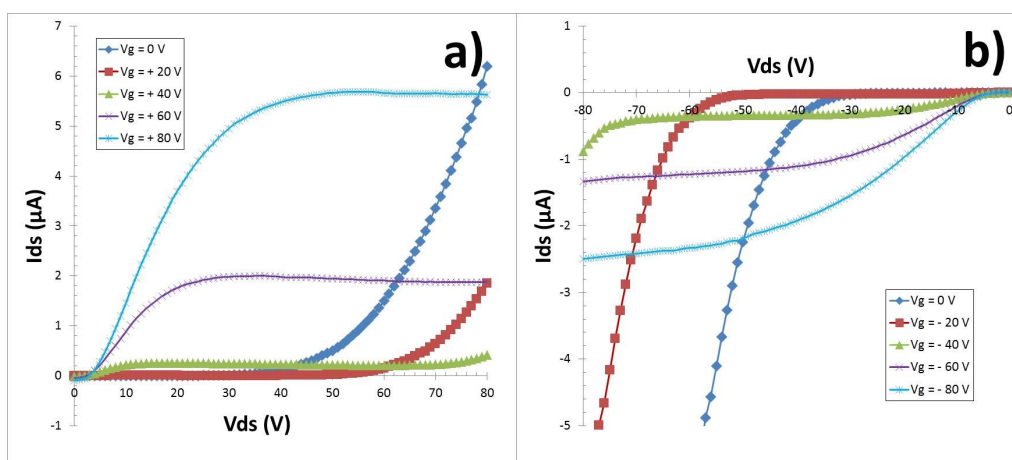 a)
7
6
5
4
3
2
1
0
-1
Ids (µA)
0 10 20 30 40 50 60 70 80
Vds (V)
Vg = 0 V
Vg = + 20 V
Vg = + 40 V
Vg = + 60 V
Vg = + 80 V
b)
Vds (V)
1
0
-1
-2
-3
-4
-5
Ids (µA)
-80 -70 -60 -50 -40 -30 -20 -10 0
Vg = 0 V
Vg = - 20 V
Vg = - 40 V
Vg = - 60 V
Vg = - 80 V